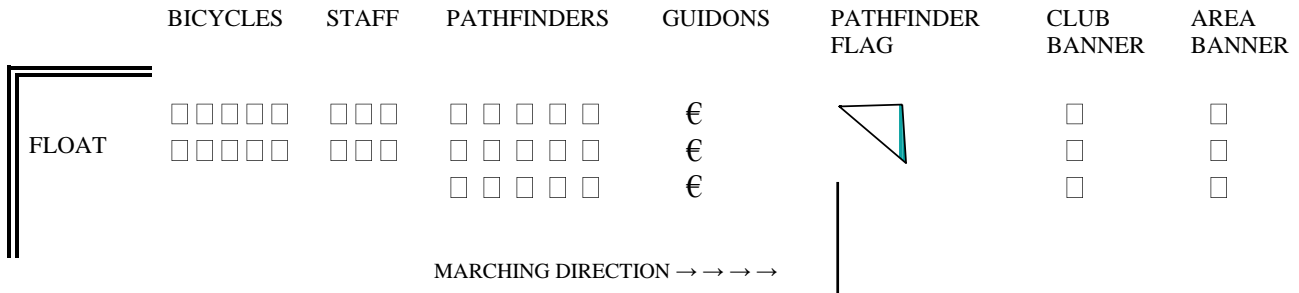 BICYCLES STAFF PATHFINDERS GUIDONS PATHFINDER FLAG CLUB BANNER AREA BANNER
□ □ □ □ □ □ □ □ □ □ □ □ □ € □ □
FLOAT □ □ □ □ □ □ □ □ □ □ □ □ □ € □ □
□ □ □ □ □ € □ □
MARCHING DIRECTION → → → →